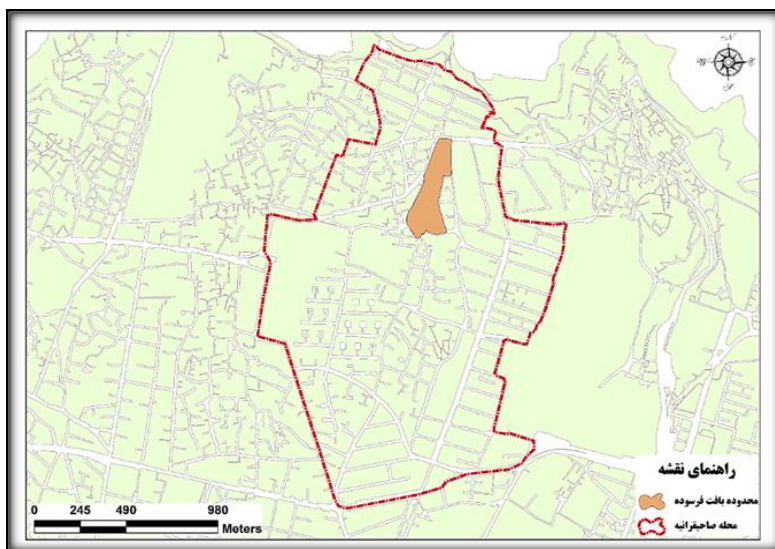 N
راهنمای نقشه
محدوده بافت فرسوده
محله صاحبقرانیه
0 245 490 980
Meters